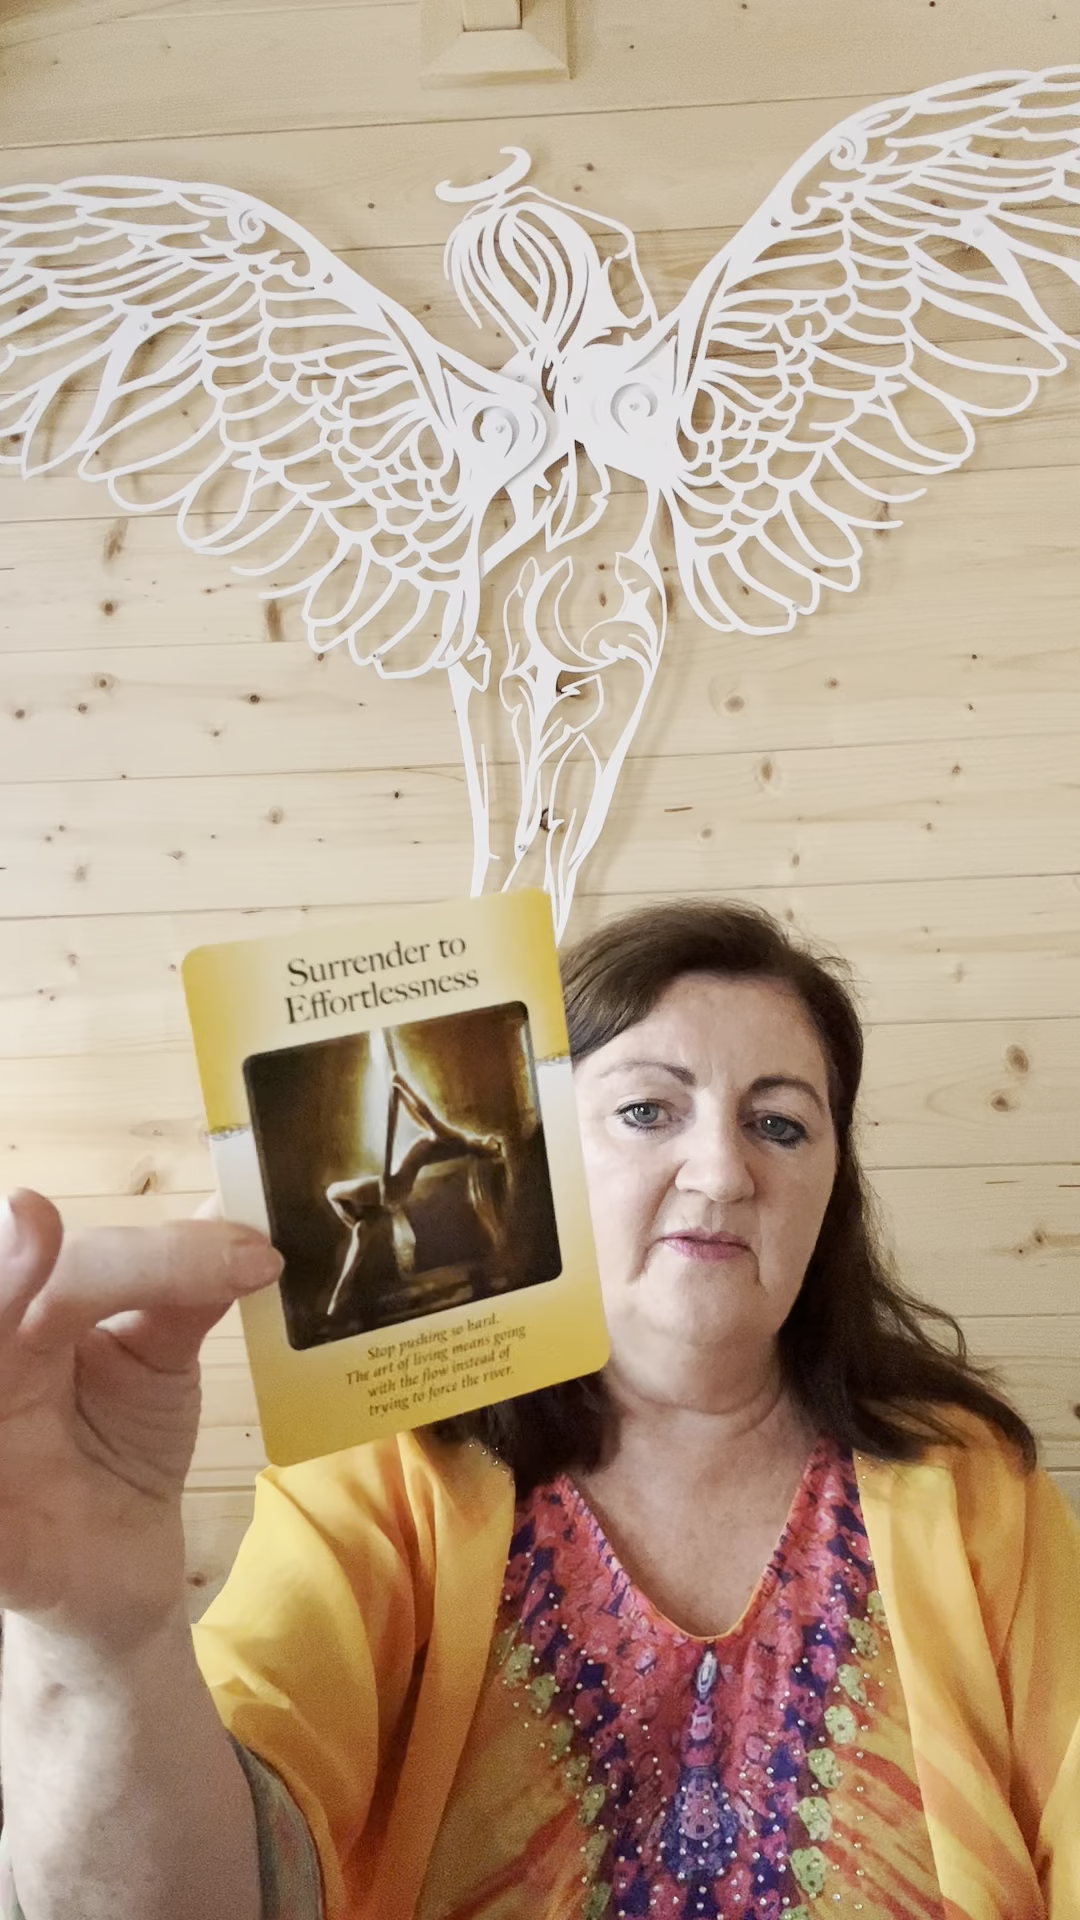 Surrender to
Effortlessness
Stop pushing so hard.
The art of living means going
with the flow instead of
trying to force the river.